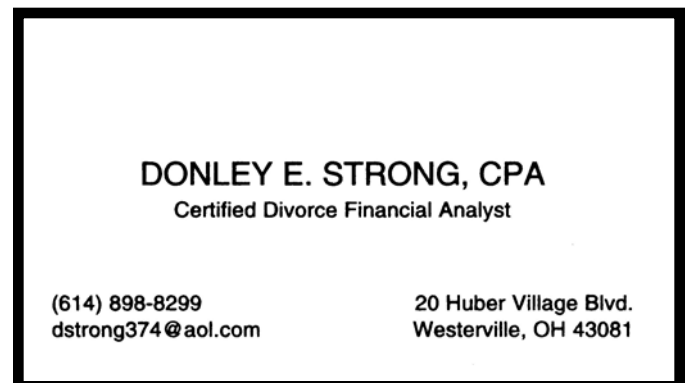 DONLEY E. STRONG, CPA
Certified Divorce Financial Analyst
(614) 898-8299
dstrong374@aol.com
20 Huber Village Blvd.
Westerville, OH 43081